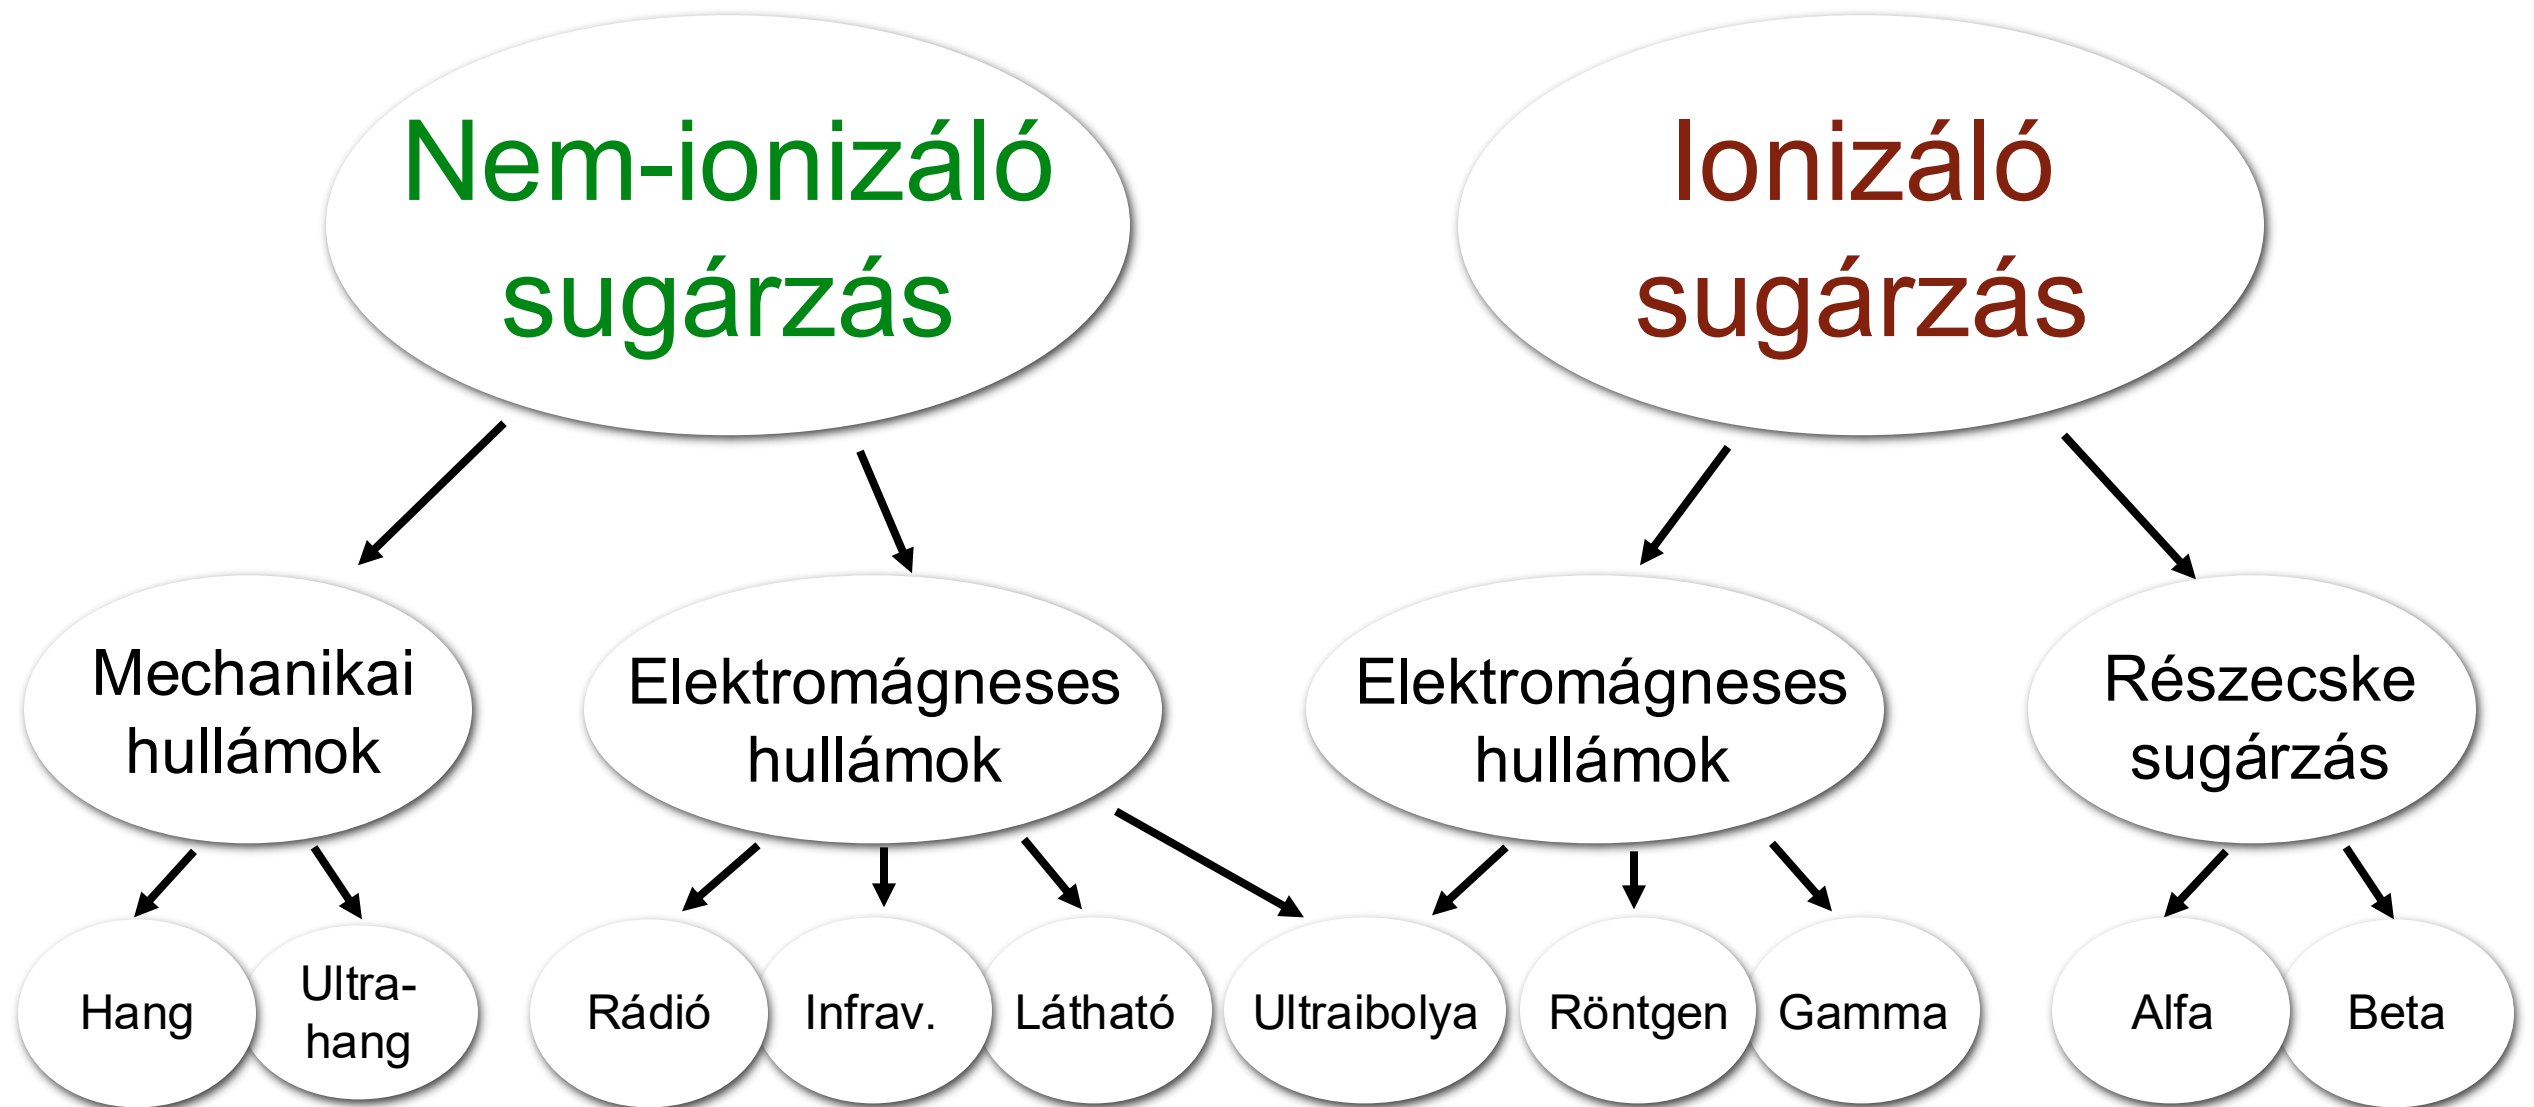 Nem-ionizáló
sugárzás
Ionizáló
sugárzás
Mechanikai
hullámok
Elektromágneses
hullámok
Elektromágneses
hullámok
Részecske
sugárzás
Hang
Ultra-
hang
Rádió
Infrav.
Látható
Ultraibolya
Röntgen
Gamma
Alfa
Beta